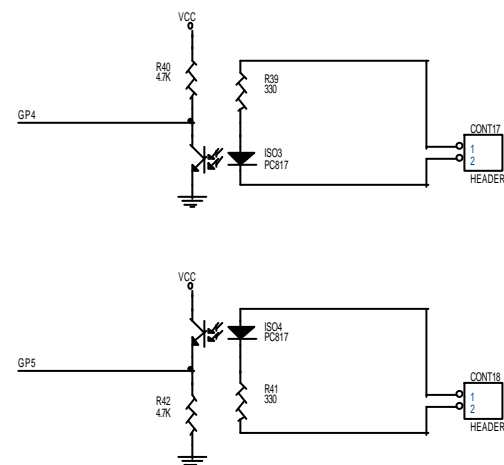 VCC
R40
4.7K
R39
330
GP4
CONT17
ISO3
PC817
1
2
HEADER
VCC
ISO4
PC817
GP5
CONT18
R41
330
R42
4.7K
1
2
HEADER